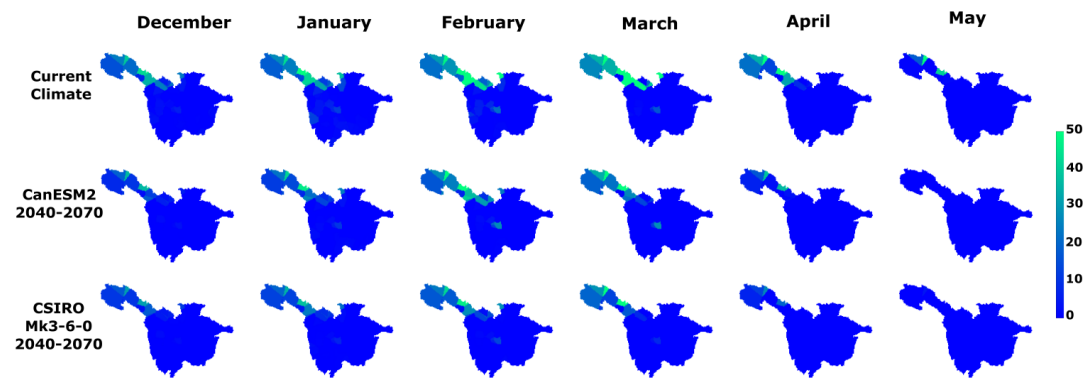 December January February March April May
Current
Climate
CanESM2
2040-2070
CSIRO
Mk3-6-0
2040-2070
50
40
30
20
10
0